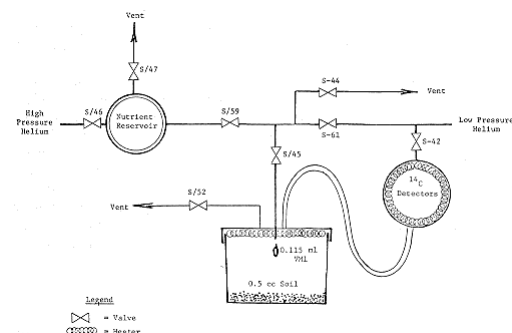 Vent
S/47
S-44
S/46
High
Pressure
Helium
Nutrient
Reservoir
S/59
Vent
S-61
Low Pressure
Helium
S-42
S/45
14C
Detectors
S/52
Vent
0.115 ml
VM1
0.5 cc Soil
Legend
= Valve
= Heater